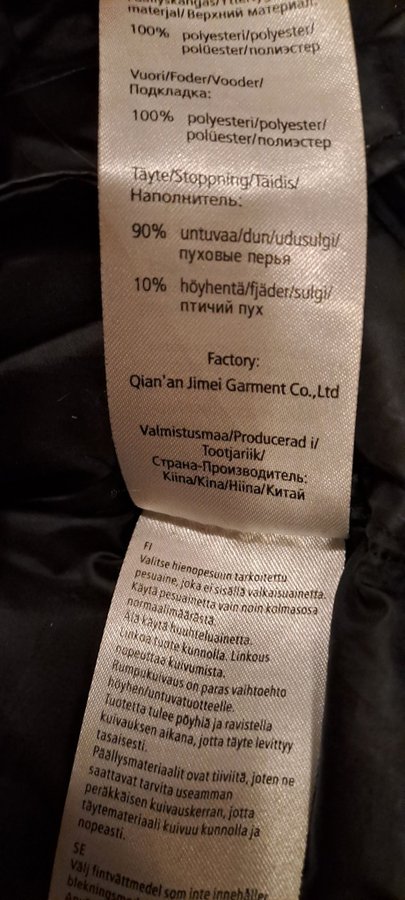 materjal/Верхний материал:
100% polyesteri/polyester/
polüester/полиэстер
Vuori/Foder/Vooder/
Подкладка:
100% polyesteri/polyester/
polüester/полиэстер
Täyte/Stoppning/Täidis/
Наполнитель:
90% untuvaa/dun/udusulgi/
пуховые перья
10% höyhentä/fjäder/sulgi/
птичий пух
Factory:
Qian'an Jimei Garment Co.,Ltd
Valmistusmaa/Producerad i/
Tootjariik/
Страна-Производитель:
Kiina/Kina/Hiina/Китай
FI
Valitse hienopesuun tarkoitettu
pesuaine, joka ei sisällä valkaisuainetta.
Käytä pesuainetta vain noin kolmasosa
normaalimäärästä.
Älä käytä huuhteluainetta.
Linkoa tuote kunnolla. Linkous
nopeuttaa kuivumista.
Rumpukuivaus on paras vaihtoehto
höyhen/untuvatuotteelle.
Tuotetta tulee pöyhiä ja ravistella
kuivauksen aikana, jotta täyte levittyy
tasaisesti.
Päällysmateriaalit ovat tiiviitä, joten ne
saattavat tarvita useamman
peräkkäisen kuivauskerran, jotta
täytemateriaali kuivuu kunnolla ja
nopeasti.
SE
Välj fintvättmedel som inte innehåller